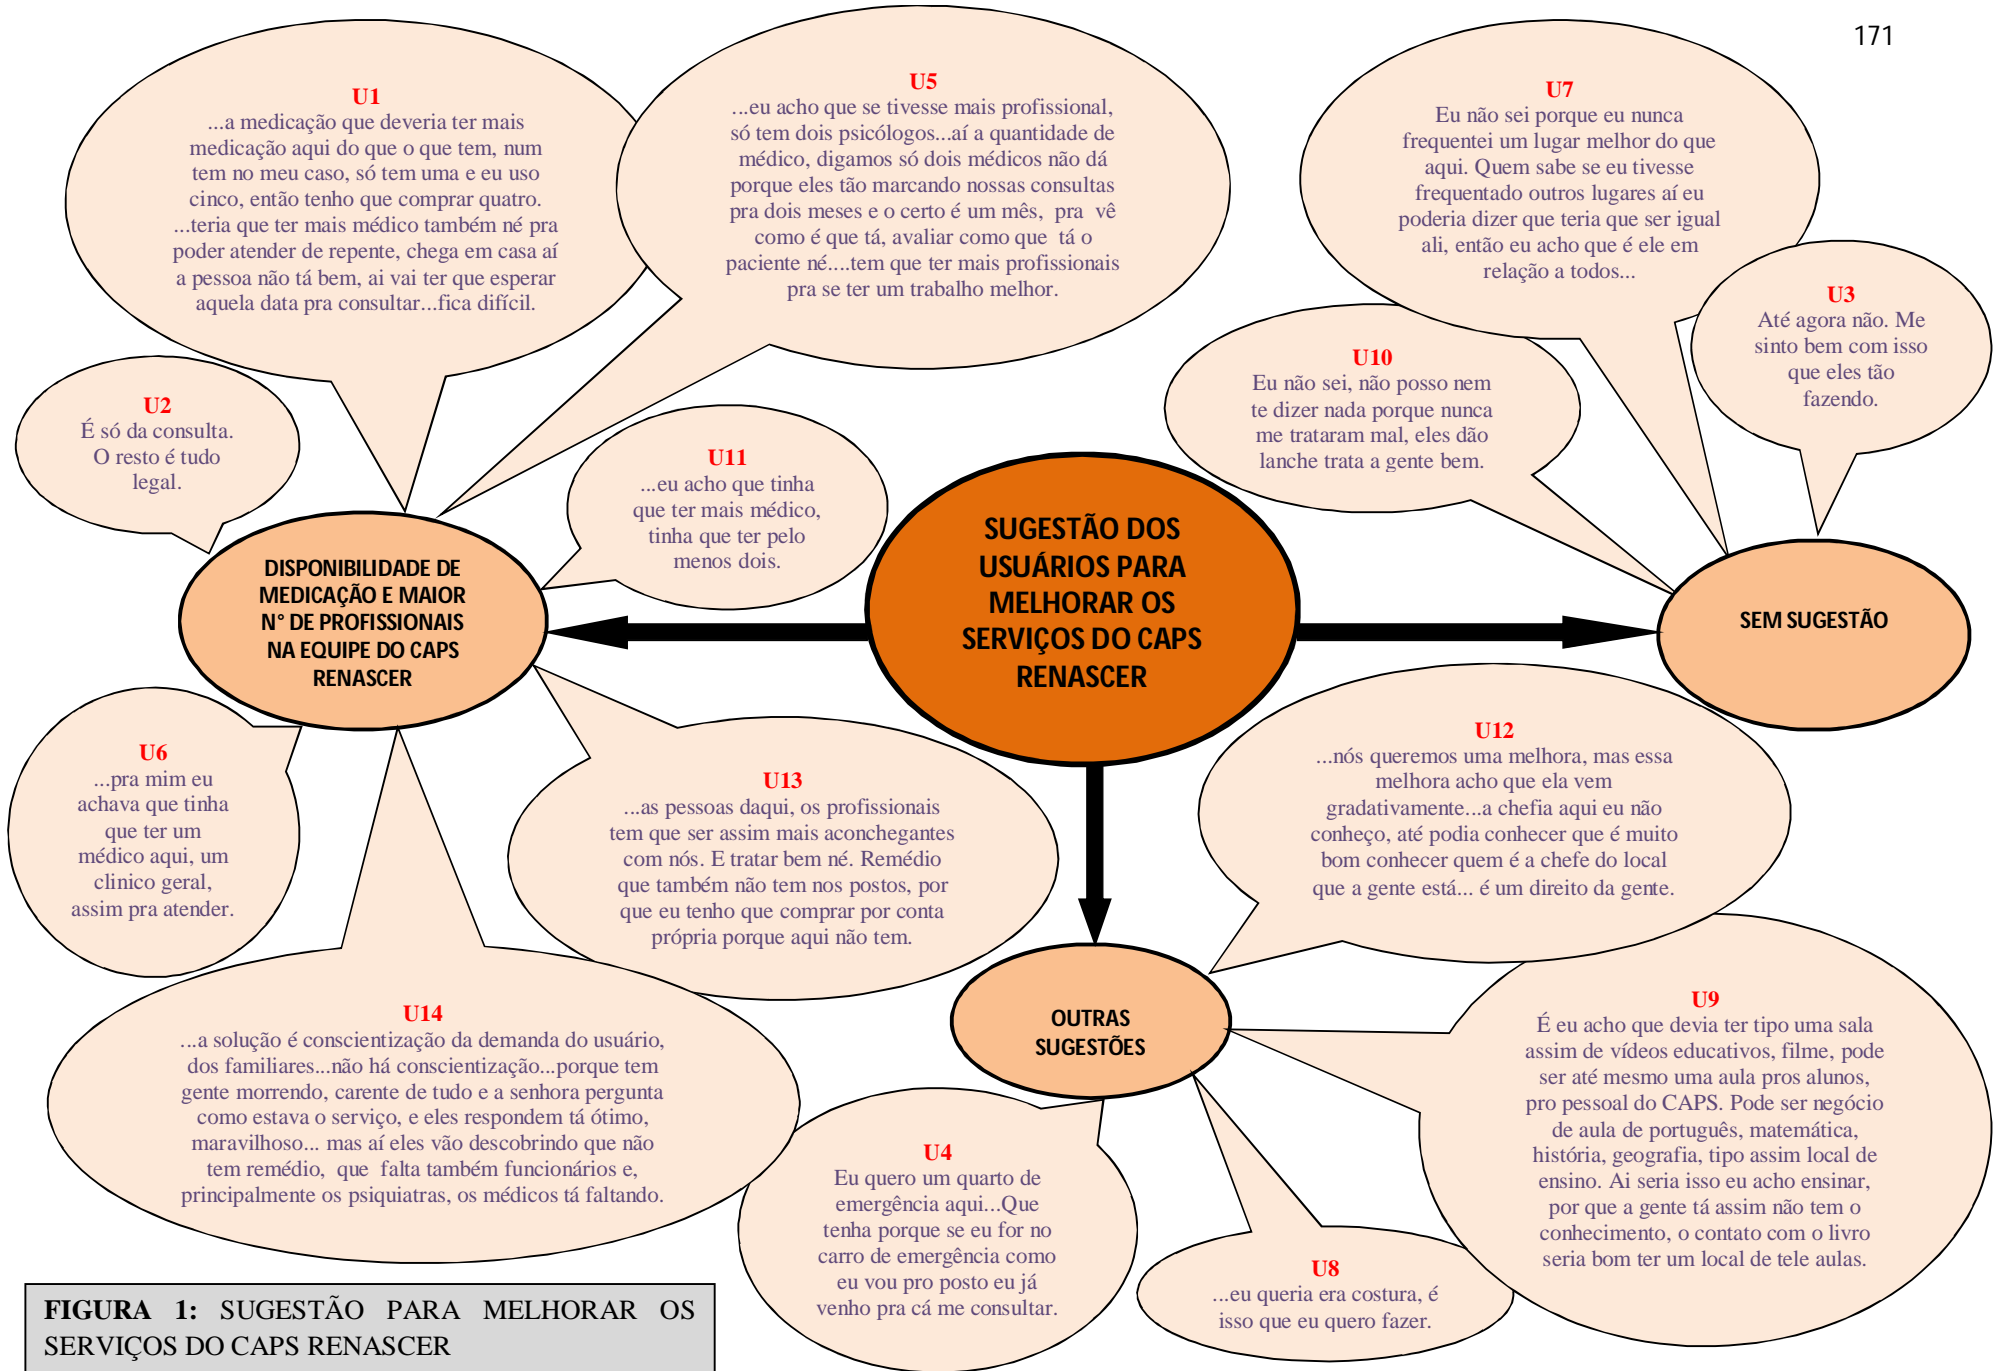 171
U1
...a medicação que deveria ter mais
medicação aqui do que o que tem, num
tem no meu caso, só tem uma e eu uso
cinco, então tenho que comprar quatro.
...teria que ter mais médico também né pra
poder atender de repente, chega em casa aí
a pessoa não tá bem, ai vai ter que esperar
aquela data pra consultar...fica difícil.
U5
...eu acho que se tivesse mais profissional,
só tem dois psicólogos...aí a quantidade de
médico, digamos só dois médicos não dá
porque eles tão marcando nossas consultas
pra dois meses e o certo é um mês, pra vê
como é que tá, avaliar como que tá o
paciente né....tem que ter mais profissionais
pra se ter um trabalho melhor.
U7
Eu não sei porque eu nunca
frequentei um lugar melhor do que
aqui. Quem sabe se eu tivesse
frequentado outros lugares aí eu
poderia dizer que teria que ser igual
ali, então eu acho que é ele em
relação a todos...
U3
Até agora não. Me
sinto bem com isso
que eles tão
fazendo.
U10
Eu não sei, não posso nem
te dizer nada porque nunca
me trataram mal, eles dão
lanche trata a gente bem.
U2
É só da consulta.
O resto é tudo
legal.
U11
...eu acho que tinha
que ter mais médico,
tinha que ter pelo
menos dois.
SUGESTÃO DOS
USUÁRIOS PARA
MELHORAR OS
SERVIÇOS DO CAPS
RENASCER
DISPONIBILIDADE DE
MEDICAÇÃO E MAIOR
N° DE PROFISSIONAIS
NA EQUIPE DO CAPS
RENASCER
SEM SUGESTÃO
U6
...pra mim eu
achava que tinha
que ter um
médico aqui, um
clinico geral,
assim pra atender.
U13
...as pessoas daqui, os profissionais
tem que ser assim mais aconchegantes
com nós. E tratar bem né. Remédio
que também não tem nos postos, por
que eu tenho que comprar por conta
própria porque aqui não tem.
U12
...nós queremos uma melhora, mas essa
melhora acho que ela vem
gradativamente...a chefia aqui eu não
conheço, até podia conhecer que é muito
bom conhecer quem é a chefe do local
que a gente está... é um direito da gente.
U14
...a solução é conscientização da demanda do usuário,
dos familiares...não há conscientização...porque tem
gente morrendo, carente de tudo e a senhora pergunta
como estava o serviço, e eles respondem tá ótimo,
maravilhoso... mas aí eles vão descobrindo que não
tem remédio, que falta também funcionários e,
principalmente os psiquiatras, os médicos tá faltando.
OUTRAS
SUGESTÕES
U9
É eu acho que devia ter tipo uma sala
assim de vídeos educativos, filme, pode
ser até mesmo uma aula pros alunos,
pro pessoal do CAPS. Pode ser negócio
de aula de português, matemática,
história, geografia, tipo assim local de
ensino. Ai seria isso eu acho ensinar,
por que a gente tá assim não tem o
conhecimento, o contato com o livro
seria bom ter um local de tele aulas.
U4
Eu quero um quarto de
emergência aqui...Que
tenha porque se eu for no
carro de emergência como
eu vou pro posto eu já
venho pra cá me consultar.
U8
...eu queria era costura, é
isso que eu quero fazer.
FIGURA 1: SUGESTÃO PARA MELHORAR OS
SERVIÇOS DO CAPS RENASCER